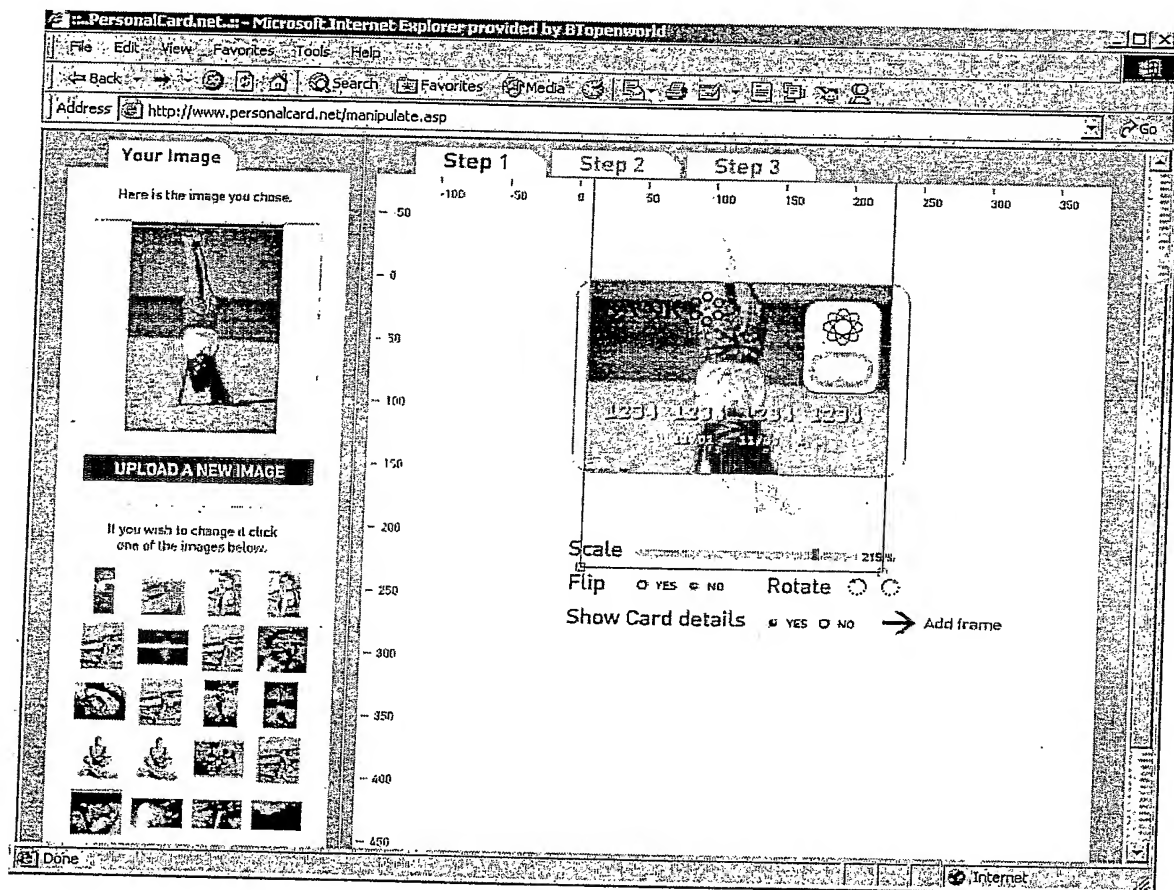 ::..PersonalCard.net..:: - Microsoft Internet Explorer provided by BTopenworld
File Edit View Favorites Tools Help
Back Search Favorites Media
Address http://www.personalcard.net/manipulate.asp Go
Your Image
Here is the image you chose.
UPLOAD A NEW IMAGE
If you wish to change it click
one of the images below.
Step 1 Step 2 Step 3
-100 -50 0 50 100 150 200 250 300 350
-50
0
50
100
150
200
250
300
350
400
450
BANK
1234 1234 1234 1234
Scale 215%
Flip YES NO Rotate
Show Card details YES NO Add frame
Done Internet